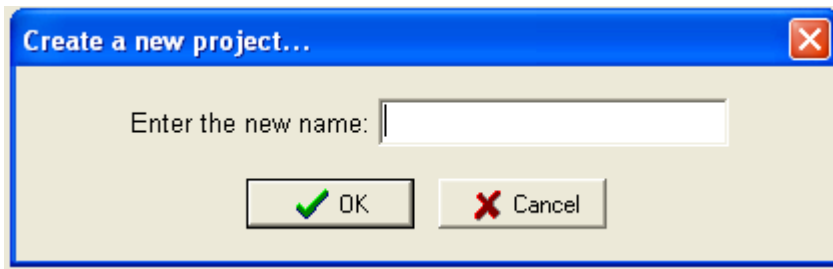 Create a new project...
Enter the new name:
OK Cancel